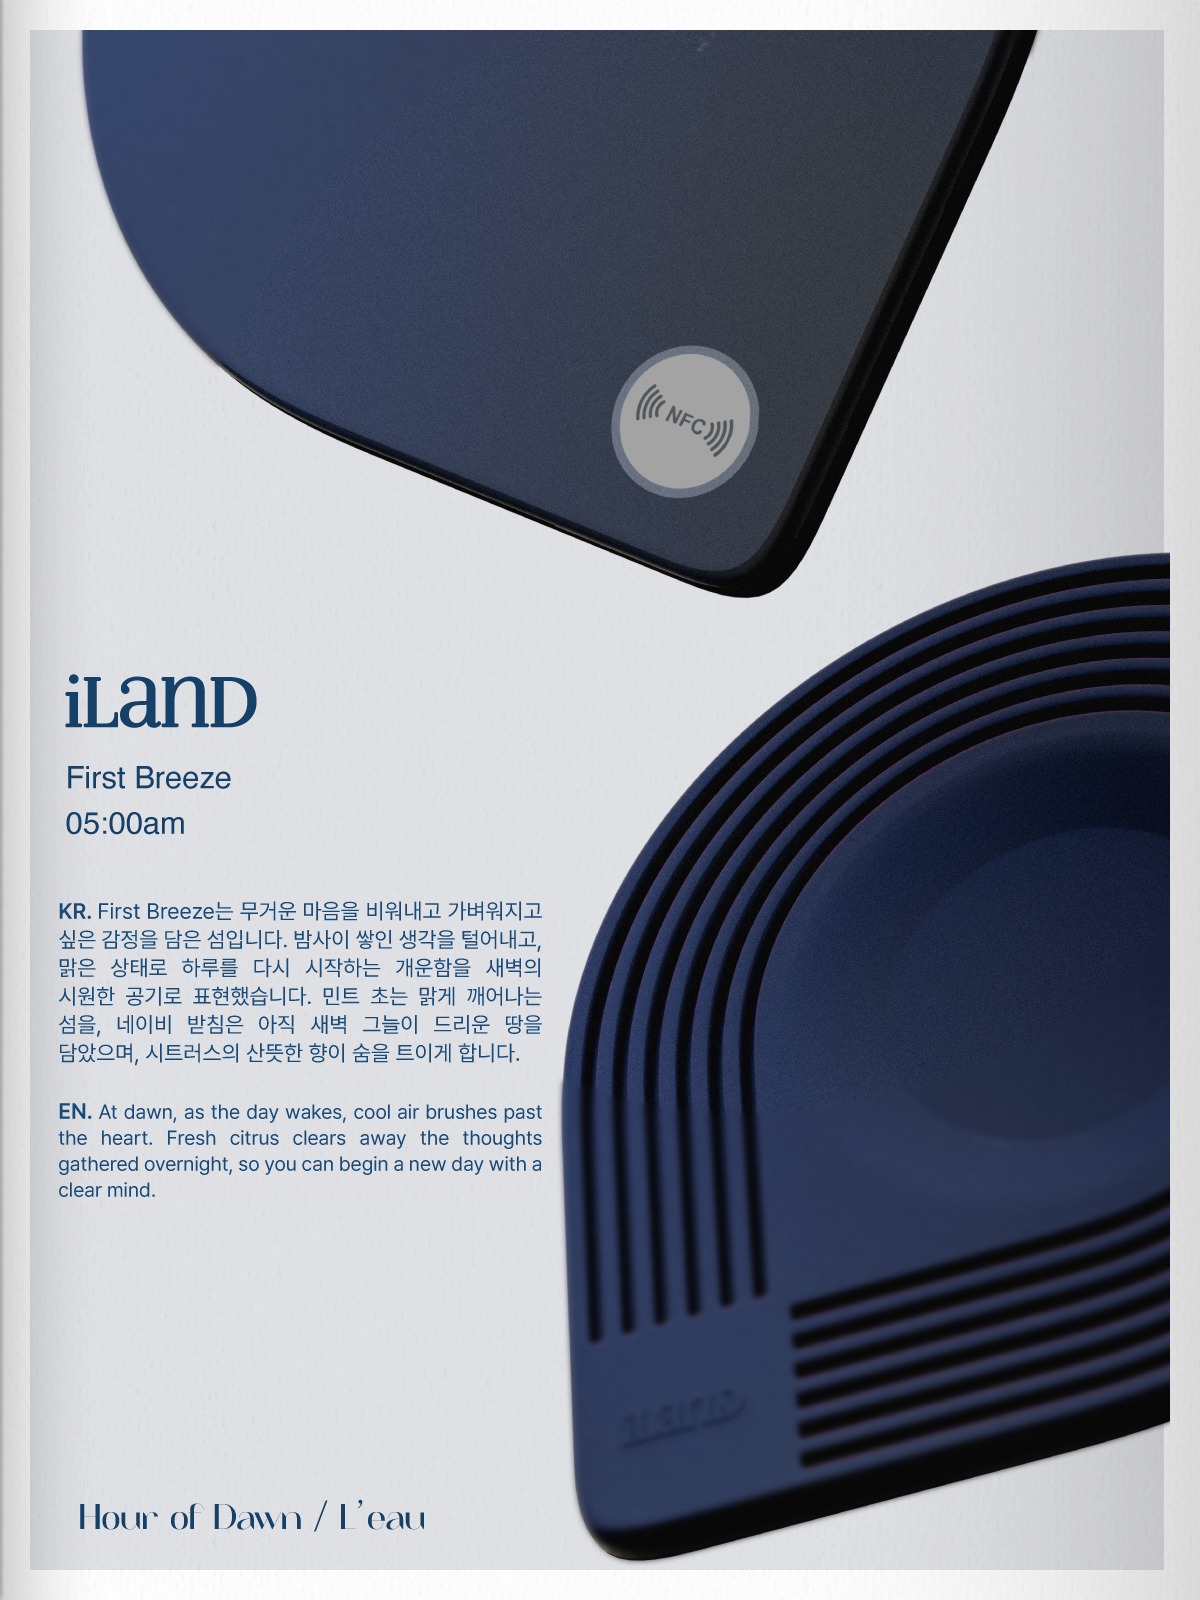 NFC
iLAND
First Breeze
05:00am
KR. First Breeze는 무거운 마음을 비워내고 가벼워지고
싶은 감정을 담은 섬입니다. 밤사이 쌓인 생각을 털어내고,
맑은 상태로 하루를 다시 시작하는 개운함을 새벽의
시원한 공기로 표현했습니다. 민트 초는 맑게 깨어나는
섬을, 네이비 받침은 아직 새벽 그늘이 드리운 땅을
담았으며, 시트러스의 산뜻한 향이 숨을 트이게 합니다.
EN. At dawn, as the day wakes, cool air brushes past
the heart. Fresh citrus clears away the thoughts
gathered overnight, so you can begin a new day with a
clear mind.
iLAND
Hour of Dawn / L'eau